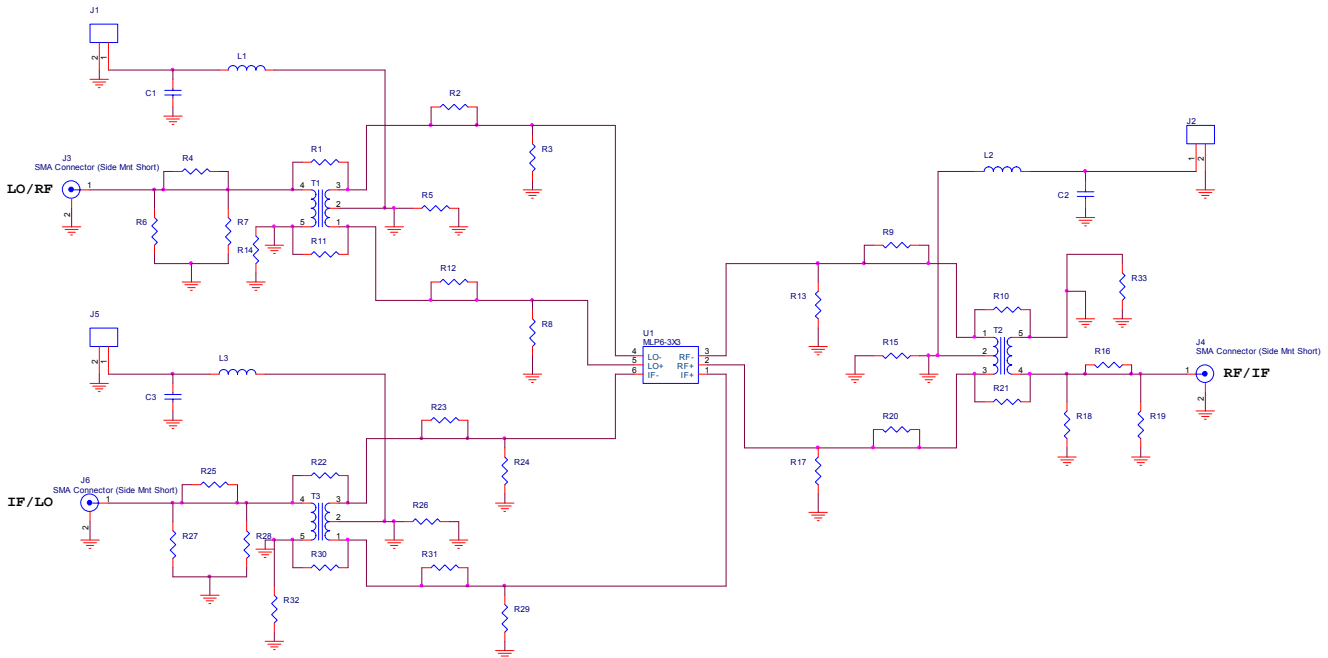 J1
2 1
L1
C1
R2
R3
J2
1 2
L2
C2
J3
SMA Connector (Side Mnt Short)
LO/RF
1
2
R4
R6
R7
R14
R1
4 T1 3
2
5 1
R11
R5
R12
R8
R9
R13
R10
R33
1 T2 5
2
3 4
R15
R21
R16
J4
SMA Connector (Side Mnt Short)
1
2
RF/IF
R18
R19
R20
R17
U1
MLP6-3X3
4 LO- RF- 3
5 LO+ RF+ 2
6 IF- IF+ 1
J5
2 1
L3
C3
R23
R24
J6
SMA Connector (Side Mnt Short)
IF/LO
1
2
R25
R27
R28
R22
4 T3 3
2
5 1
R30
R26
R31
R32
R29